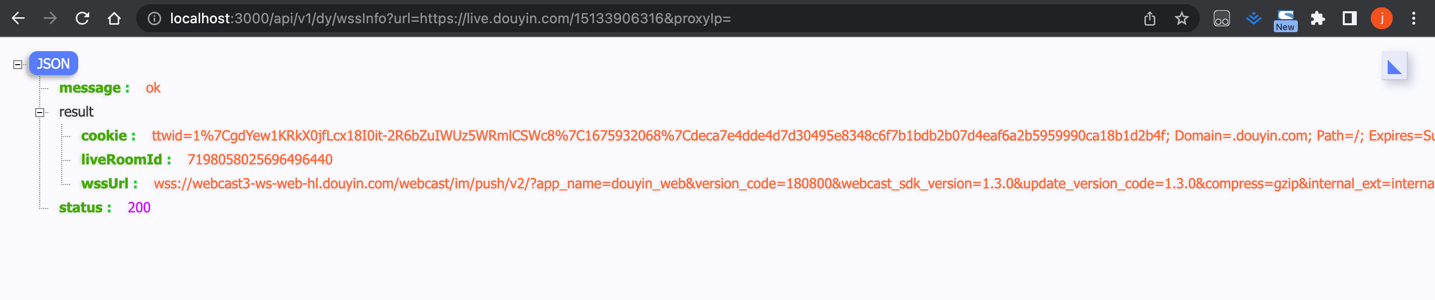 localhost:3000/api/v1/dy/wssInfo?url=https://live.douyin.com/15133906316&proxyIp=
New
j
JSON
message : ok
result
cookie : ttwid=1%7CgdYew1KRkX0jfLcx18I0it-2R6bZuIWUz5WRmlCSWc8%7C1675932068%7Cdeca7e4dde4d7d30495e8348c6f7b1bdb2b07d4eaf6a2b5959990ca18b1d2b4f; Domain=.douyin.com; Path=/; Expires=Su
liveRoomId : 7198058025696496440
wssUrl : wss://webcast3-ws-web-hl.douyin.com/webcast/im/push/v2/?app_name=douyin_web&version_code=180800&webcast_sdk_version=1.3.0&update_version_code=1.3.0&compress=gzip&internal_ext=interna
status : 200